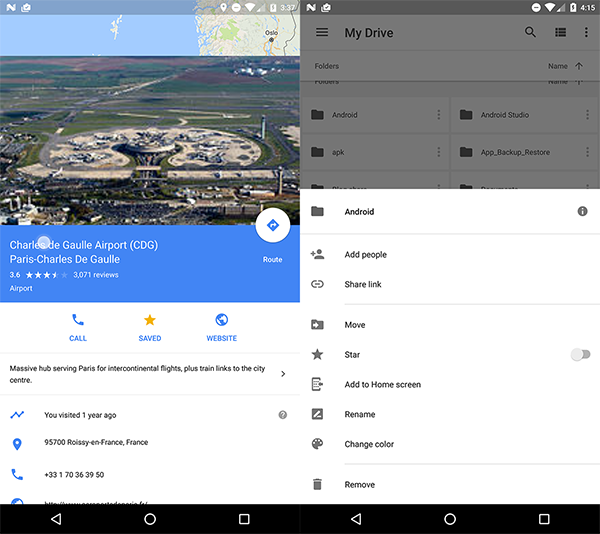 3:37
Oslo
Charles de Gaulle Airport (CDG)
Paris-Charles De Gaulle
3.6 3,071 reviews
Airport
Route
CALL
SAVED
WEBSITE
Massive hub serving Paris for intercontinental flights, plus train links to the city
centre.
You visited 1 year ago
95700 Roissy-en-France, France
+33 1 70 36 39 50
4:15
My Drive
Folders Name
Folders Name
Android
Android Studio
apk
App_Backup_Restore
Android
Add people
Share link
Move
Star
Add to Home screen
Rename
Change color
Remove